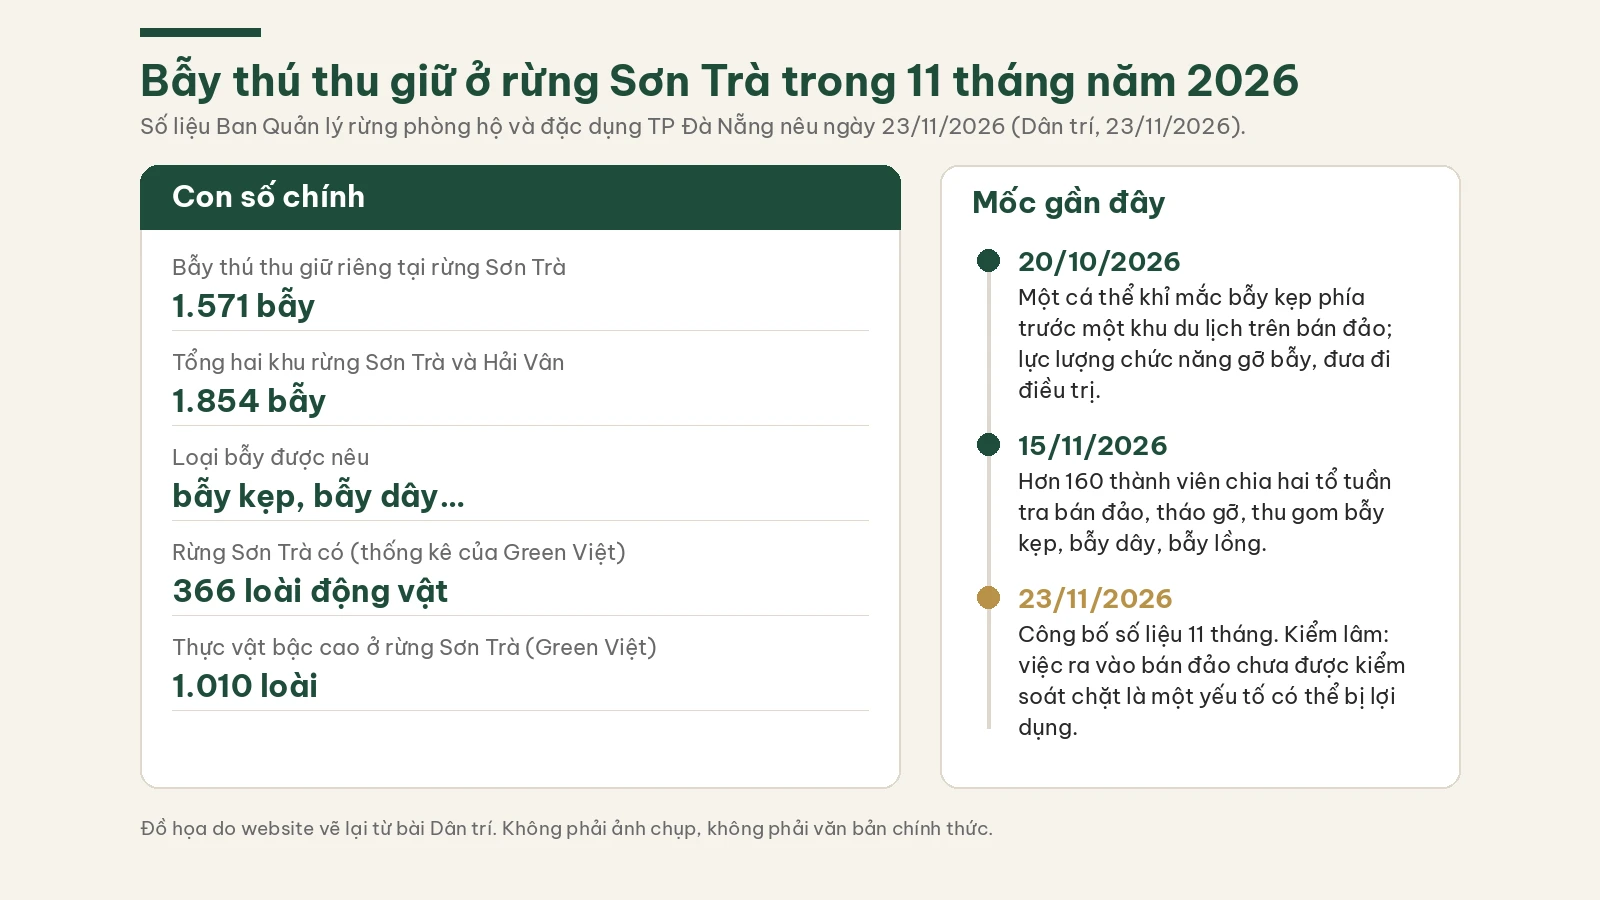 Bẫy thú thu giữ ở rừng Sơn Trà trong 11 tháng năm 2026
Số liệu Ban Quản lý rừng phòng hộ và đặc dụng TP Đà Nẵng nêu ngày 23/11/2026 (Dân trí, 23/11/2026).
Con số chính
Bẫy thú thu giữ riêng tại rừng Sơn Trà
1.571 bẫy
Tổng hai khu rừng Sơn Trà và Hải Vân
1.854 bẫy
Loại bẫy được nêu
bẫy kẹp, bẫy dây...
Rừng Sơn Trà có (thống kê của Green Việt)
366 loài động vật
Thực vật bậc cao ở rừng Sơn Trà (Green Việt)
1.010 loài
Mốc gần đây
20/10/2026
Một cá thể khỉ mắc bẫy kẹp phía
trước một khu du lịch trên bán đảo;
lực lượng chức năng gỡ bẫy, đưa đi
điều trị.
15/11/2026
Hơn 160 thành viên chia hai tổ tuần
tra bán đảo, tháo gỡ, thu gom bẫy
kẹp, bẫy dây, bẫy lồng.
23/11/2026
Công bố số liệu 11 tháng. Kiểm lâm:
việc ra vào bán đảo chưa được kiểm
soát chặt là một yếu tố có thể bị lợi
dụng.
Đồ họa do website vẽ lại từ bài Dân trí. Không phải ảnh chụp, không phải văn bản chính thức.